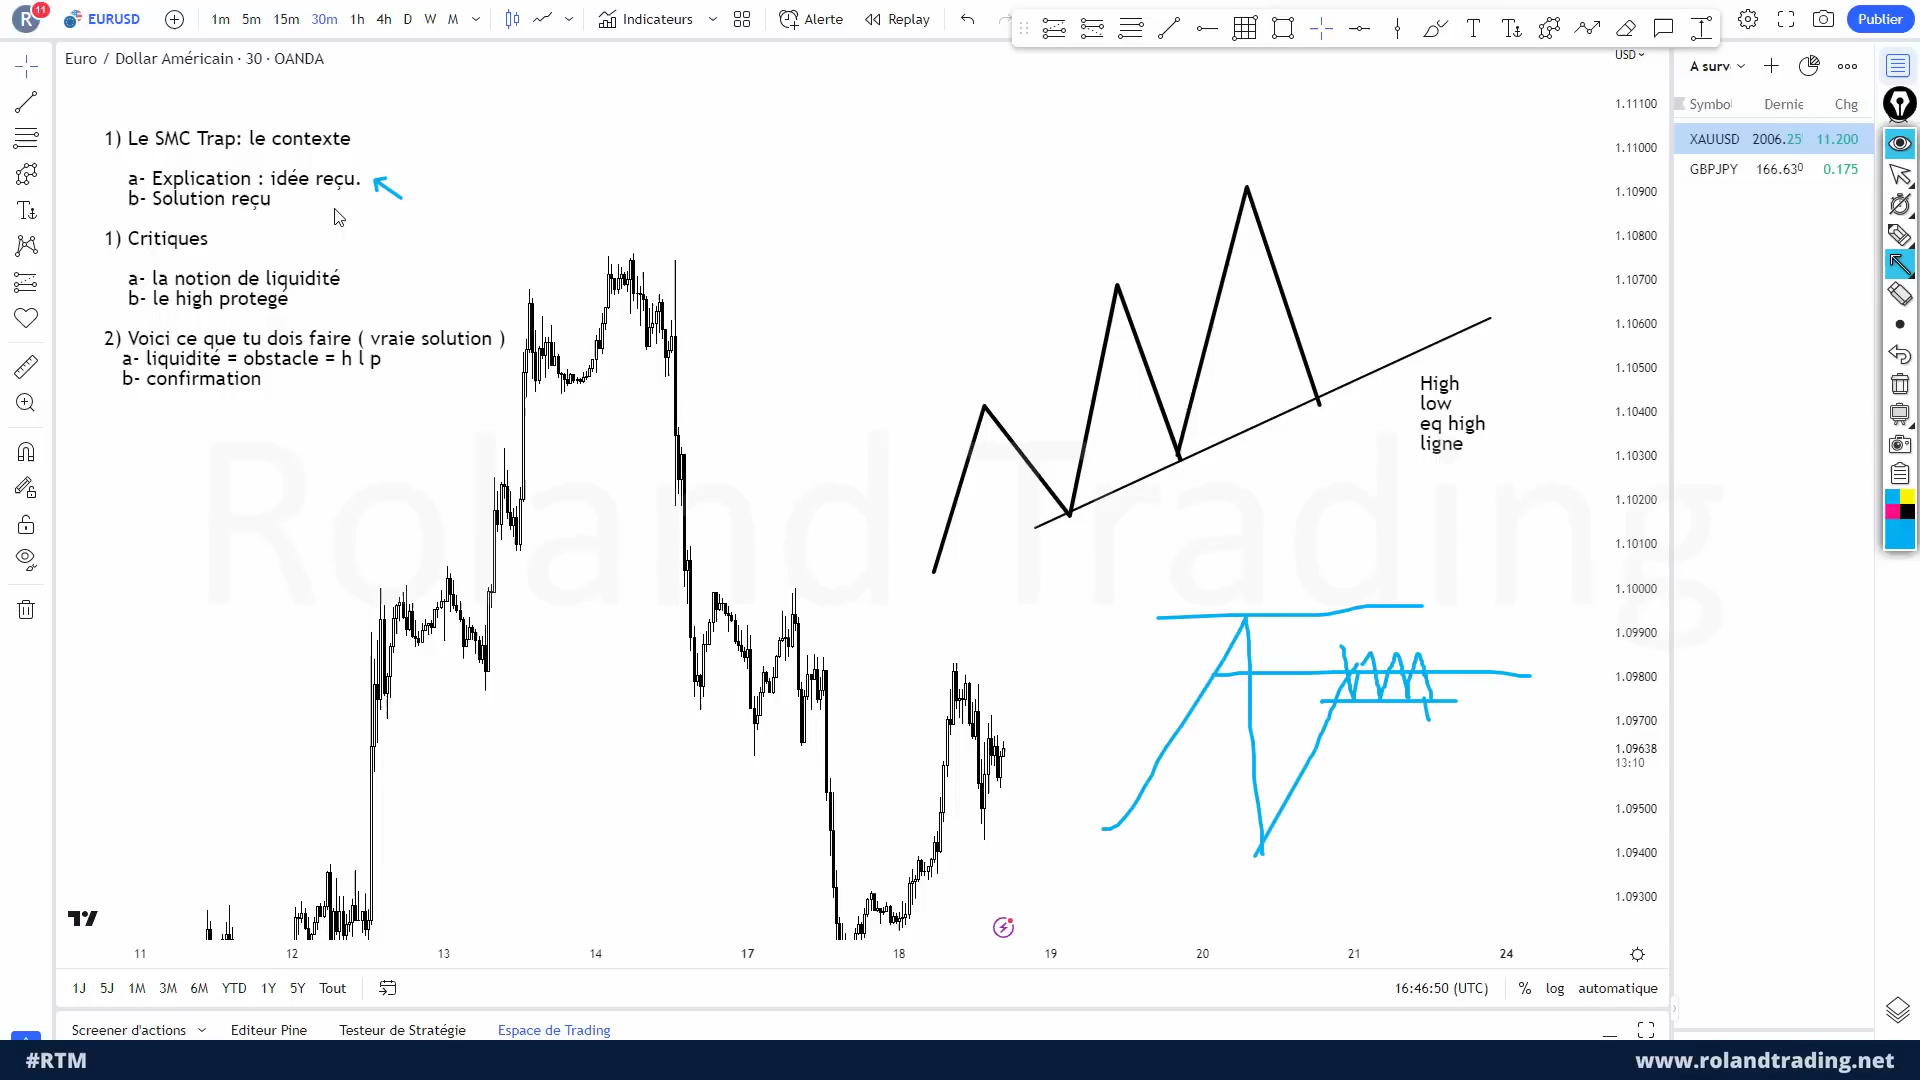 R 11 EURUSD 1m 5m 15m 30m 1h 4h D W M Indicateurs Alerte Replay Publier
Euro / Dollar Américain · 30 · OANDA
USD
A surv
Symbol Dernie Chg
XAUUSD 2006.25 11.200
GBPJPY 166.630 0.175
1) Le SMC Trap: le contexte
a- Explication : idée reçu.
b- Solution reçu
1) Critiques
a- la notion de liquidité
b- le high protegé
2) Voici ce que tu dois faire ( vraie solution )
a- liquidité = obstacle = h l p
b- confirmation
High
low
eq high
ligne
Roland Trading
1.11100
1.11000
1.10900
1.10800
1.10700
1.10600
1.10500
1.10400
1.10300
1.10200
1.10100
1.10000
1.09900
1.09800
1.09700
1.09638
13:10
1.09500
1.09400
1.09300
11 12 13 14 17 18 19 20 21 24
1J 5J 1M 3M 6M YTD 1Y 5Y Tout 16:46:50 (UTC) % log automatique
Screener d'actions Editeur Pine Testeur de Stratégie Espace de Trading
#RTM www.rolandtrading.net